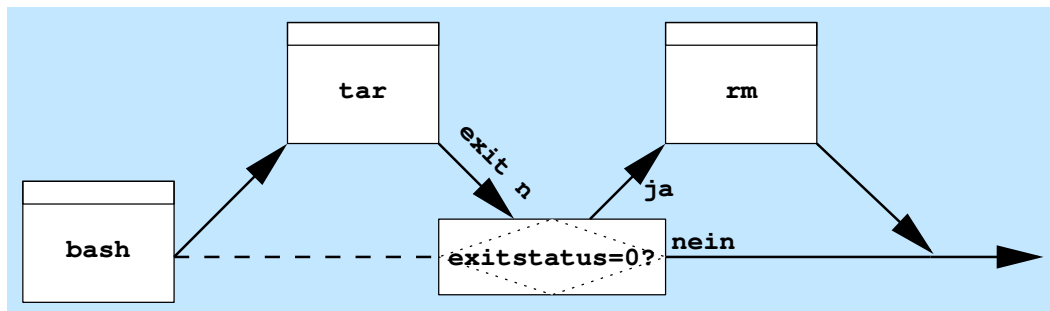 tar
rm
exit n
ja
bash
exitstatus=0?
nein